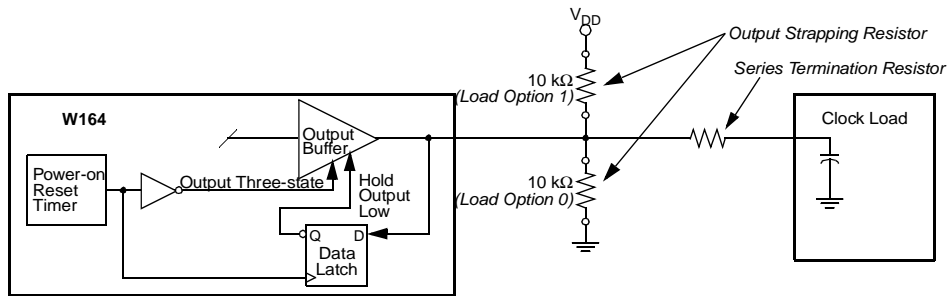 VDD
Output Strapping Resistor
Series Termination Resistor
10 kΩ
(Load Option 1)
W164
Clock Load
Output
Buffer
Power-on
Reset
Timer
Output Three-state
Hold
Output
Low
10 kΩ
(Load Option 0)
Q D
Data
Latch